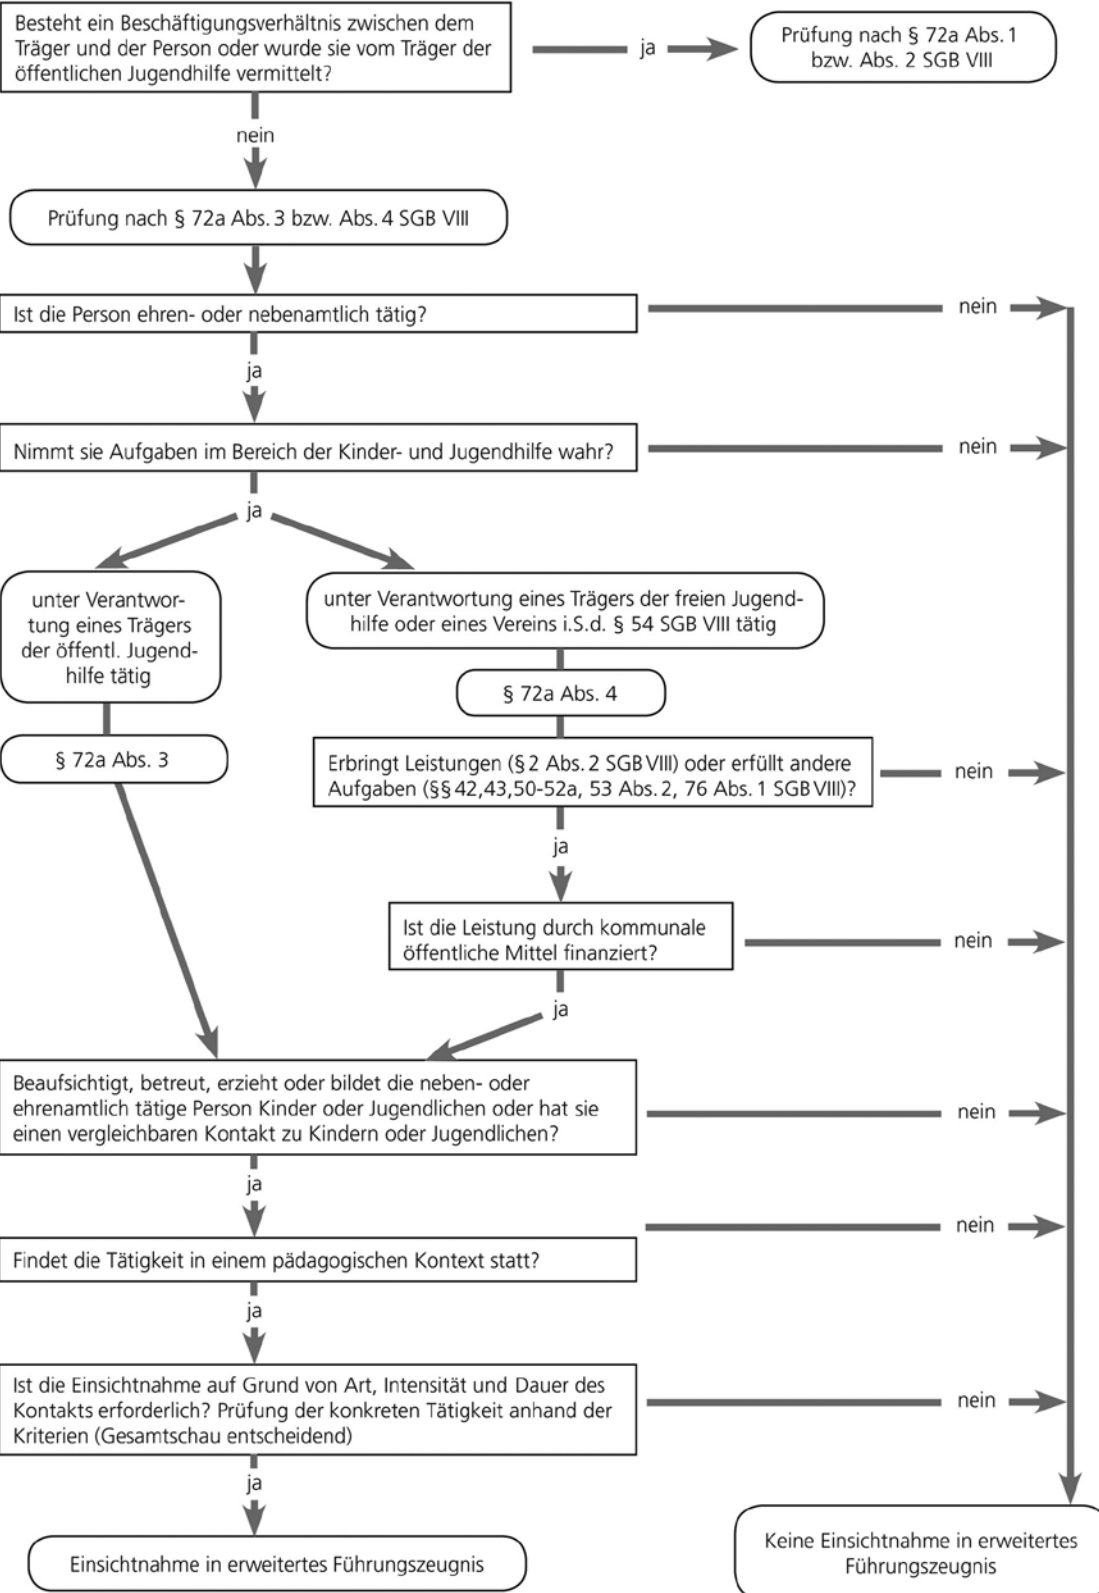 Besteht ein Beschäftigungsverhältnis zwischen dem
Träger und der Person oder wurde sie vom Träger der
öffentlichen Jugendhilfe vermittelt?
ja
Prüfung nach § 72a Abs. 1
bzw. Abs. 2 SGB VIII
nein
Prüfung nach § 72a Abs. 3 bzw. Abs. 4 SGB VIII
Ist die Person ehren- oder nebenamtlich tätig?
nein
ja
Nimmt sie Aufgaben im Bereich der Kinder- und Jugendhilfe wahr?
nein
ja
unter Verantwor-
tung eines Trägers
der öffentl. Jugend-
hilfe tätig
unter Verantwortung eines Trägers der freien Jugend-
hilfe oder eines Vereins i.S.d. § 54 SGB VIII tätig
§ 72a Abs. 4
§ 72a Abs. 3
Erbringt Leistungen (§ 2 Abs. 2 SGB VIII) oder erfüllt andere
Aufgaben (§§ 42,43,50-52a, 53 Abs. 2, 76 Abs. 1 SGB VIII)?
nein
ja
Ist die Leistung durch kommunale
öffentliche Mittel finanziert?
nein
ja
Beaufsichtigt, betreut, erzieht oder bildet die neben- oder
ehrenamtlich tätige Person Kinder oder Jugendlichen oder hat sie
einen vergleichbaren Kontakt zu Kindern oder Jugendlichen?
nein
ja
Findet die Tätigkeit in einem pädagogischen Kontext statt?
nein
ja
Ist die Einsichtnahme auf Grund von Art, Intensität und Dauer des
Kontakts erforderlich? Prüfung der konkreten Tätigkeit anhand der
Kriterien (Gesamtschau entscheidend)
nein
ja
Einsichtnahme in erweitertes Führungszeugnis
Keine Einsichtnahme in erweitertes
Führungszeugnis